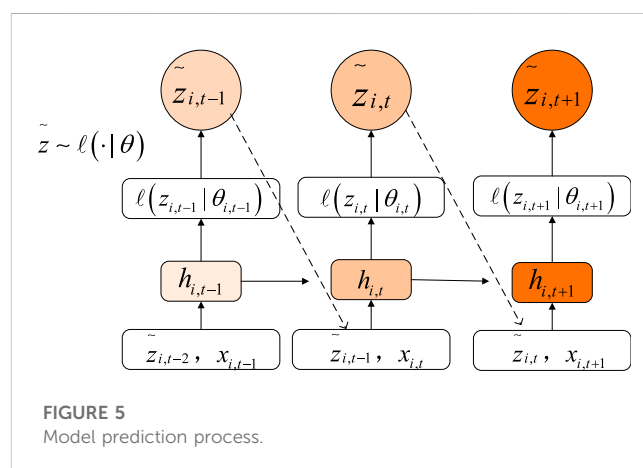 z̃ᵢ,ₜ₋₁ z̃ᵢ,ₜ z̃ᵢ,ₜ₊₁
z̃ ~ ℓ(·|θ)
ℓ(zᵢ,ₜ₋₁|θᵢ,ₜ₋₁) ℓ(zᵢ,ₜ|θᵢ,ₜ) ℓ(zᵢ,ₜ₊₁|θᵢ,ₜ₊₁)
hᵢ,ₜ₋₁ hᵢ,ₜ hᵢ,ₜ₊₁
z̃ᵢ,ₜ₋₂, xᵢ,ₜ₋₁ z̃ᵢ,ₜ₋₁, xᵢ,ₜ z̃ᵢ,ₜ, xᵢ,ₜ₊₁
FIGURE 5
Model prediction process.